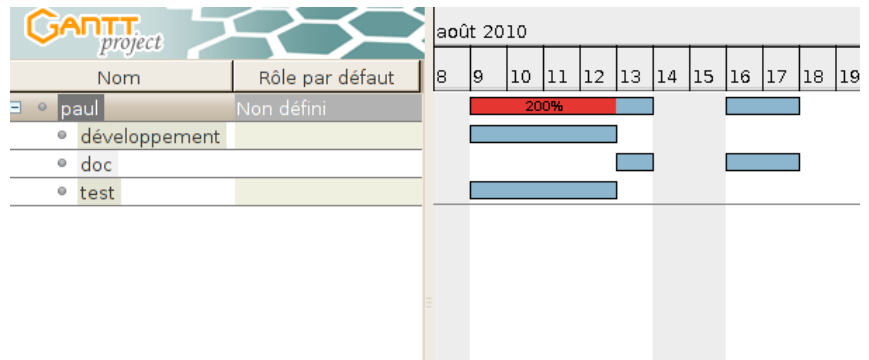 GANTT
project
août 2010
Nom Rôle par défaut 8 9 10 11 12 13 14 15 16 17 18 19
paul Non défini 200%
développement
doc
test